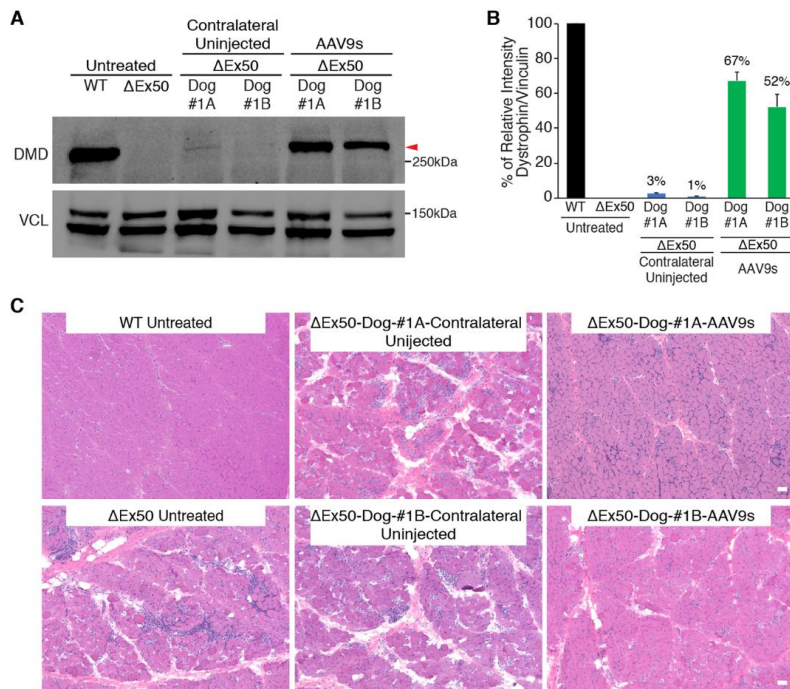 A
Contralateral
Uninjected
AAV9s
Untreated
ΔEx50
ΔEx50
WT
ΔEx50
Dog
#1A
Dog
#1B
Dog
#1A
Dog
#1B
DMD
250kDa
VCL
150kDa
B
% of Relative Intensity
Dystrophin/Vinculin
100
80
60
40
20
0
3%
1%
67%
52%
WT
ΔEx50
Dog
#1A
Dog
#1B
Dog
#1A
Dog
#1B
Untreated
ΔEx50
ΔEx50
Contralateral
Uninjected
AAV9s
C
WT Untreated
ΔEx50-Dog-#1A-Contralateral
Unijected
ΔEx50-Dog-#1A-AAV9s
ΔEx50 Untreated
ΔEx50-Dog-#1B-Contralateral
Uninjected
ΔEx50-Dog-#1B-AAV9s